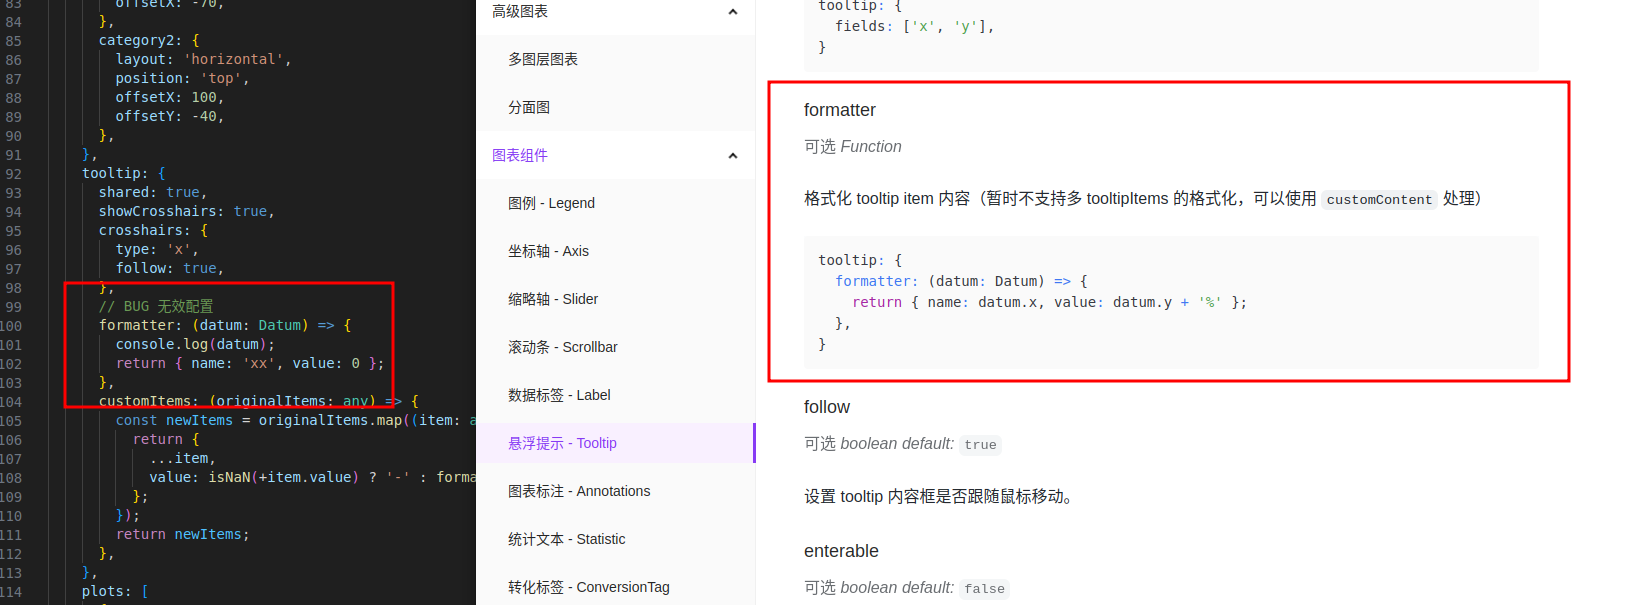 83 offsetX: -70,
84 },
85 category2: {
86 layout: 'horizontal',
87 position: 'top',
88 offsetX: 100,
89 offsetY: -40,
90 },
91 },
92 tooltip: {
93 shared: true,
94 showCrosshairs: true,
95 crosshairs: {
96 type: 'x',
97 follow: true,
98 },
99 // BUG 无效配置
100 formatter: (datum: Datum) => {
101 console.log(datum);
102 return { name: 'xx', value: 0 };
103 },
104 customItems: (originalItems: any) => {
105 const newItems = originalItems.map((item: a
106 return {
107 ...item,
108 value: isNaN(+item.value) ? '-' : forma
109 };
110 });
111 return newItems;
112 },
113 },
114 plots: [
高级图表
多图层图表
分面图
图表组件
图例 - Legend
坐标轴 - Axis
缩略轴 - Slider
滚动条 - Scrollbar
数据标签 - Label
悬浮提示 - Tooltip
图表标注 - Annotations
统计文本 - Statistic
转化标签 - ConversionTag
tooltip: {
fields: ['x', 'y'],
}
formatter
可选 Function
格式化 tooltip item 内容（暂时不支持多 tooltipItems 的格式化，可以使用 customContent 处理）
tooltip: {
formatter: (datum: Datum) => {
return { name: datum.x, value: datum.y + '%' };
},
}
follow
可选 boolean default: true
设置 tooltip 内容框是否跟随鼠标移动。
enterable
可选 boolean default: false